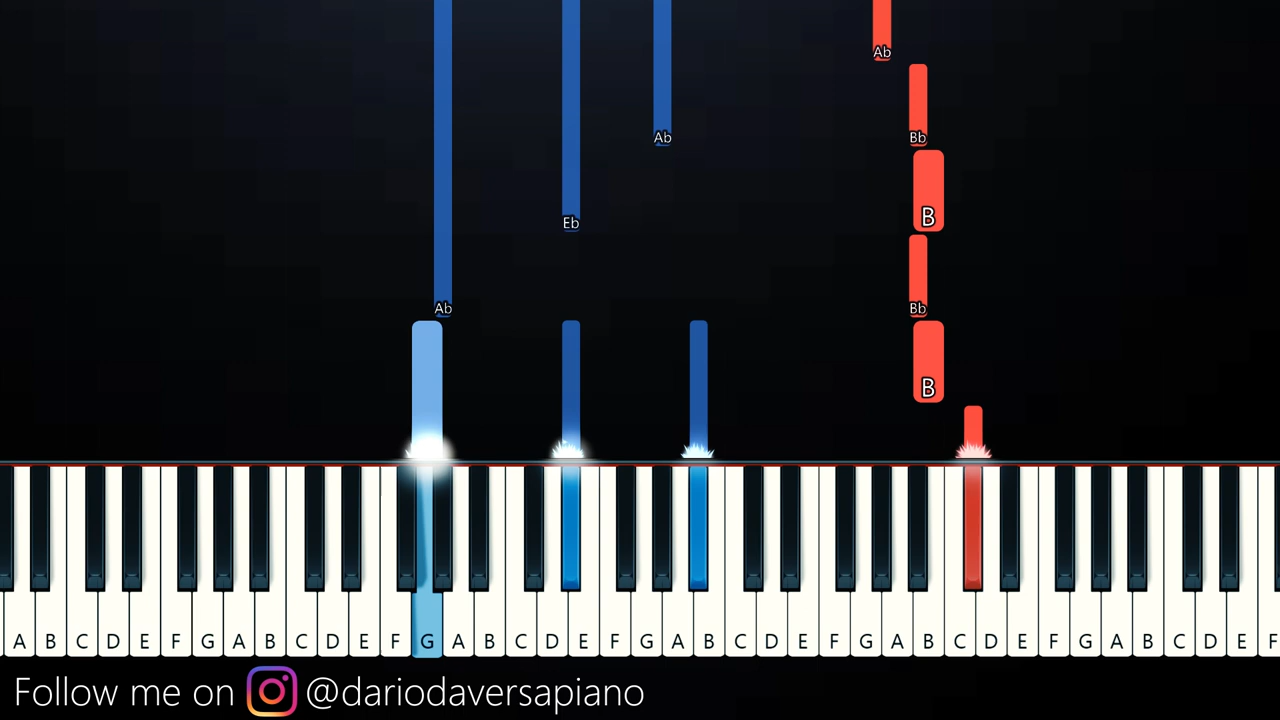 Ab
Ab
Bb
Eb
B
Ab
Bb
B
A B C D E F G A B C D E F G A B C D E F G A B C D E F G A B C D E F G A B C D E F
Follow me on @dariodaversapiano